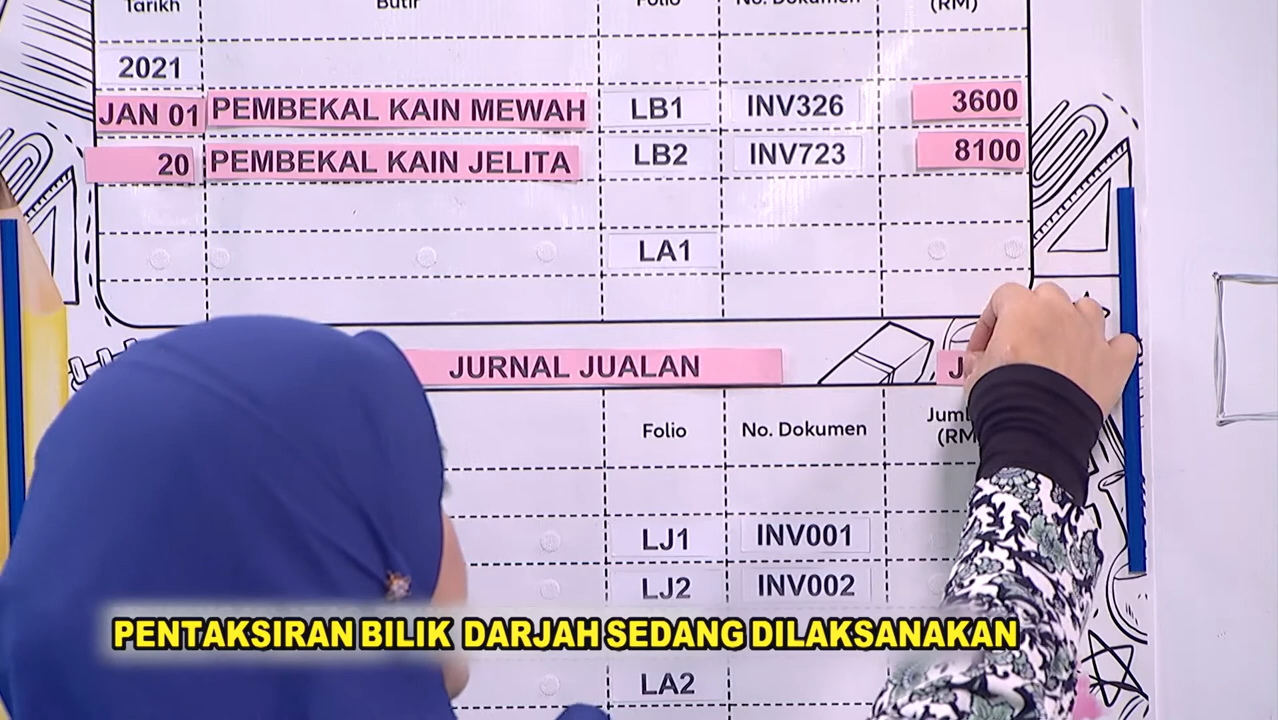 Tarikh Butir Folio No. Dokumen (RM)
2021
JAN 01 PEMBEKAL KAIN MEWAH LB1 INV326 3600
20 PEMBEKAL KAIN JELITA LB2 INV723 8100
LA1
JURNAL JUALAN J
Folio No. Dokumen Juml
(RM
LJ1 INV001
LJ2 INV002
PENTAKSIRAN BILIK DARJAH SEDANG DILAKSANAKAN
LA2